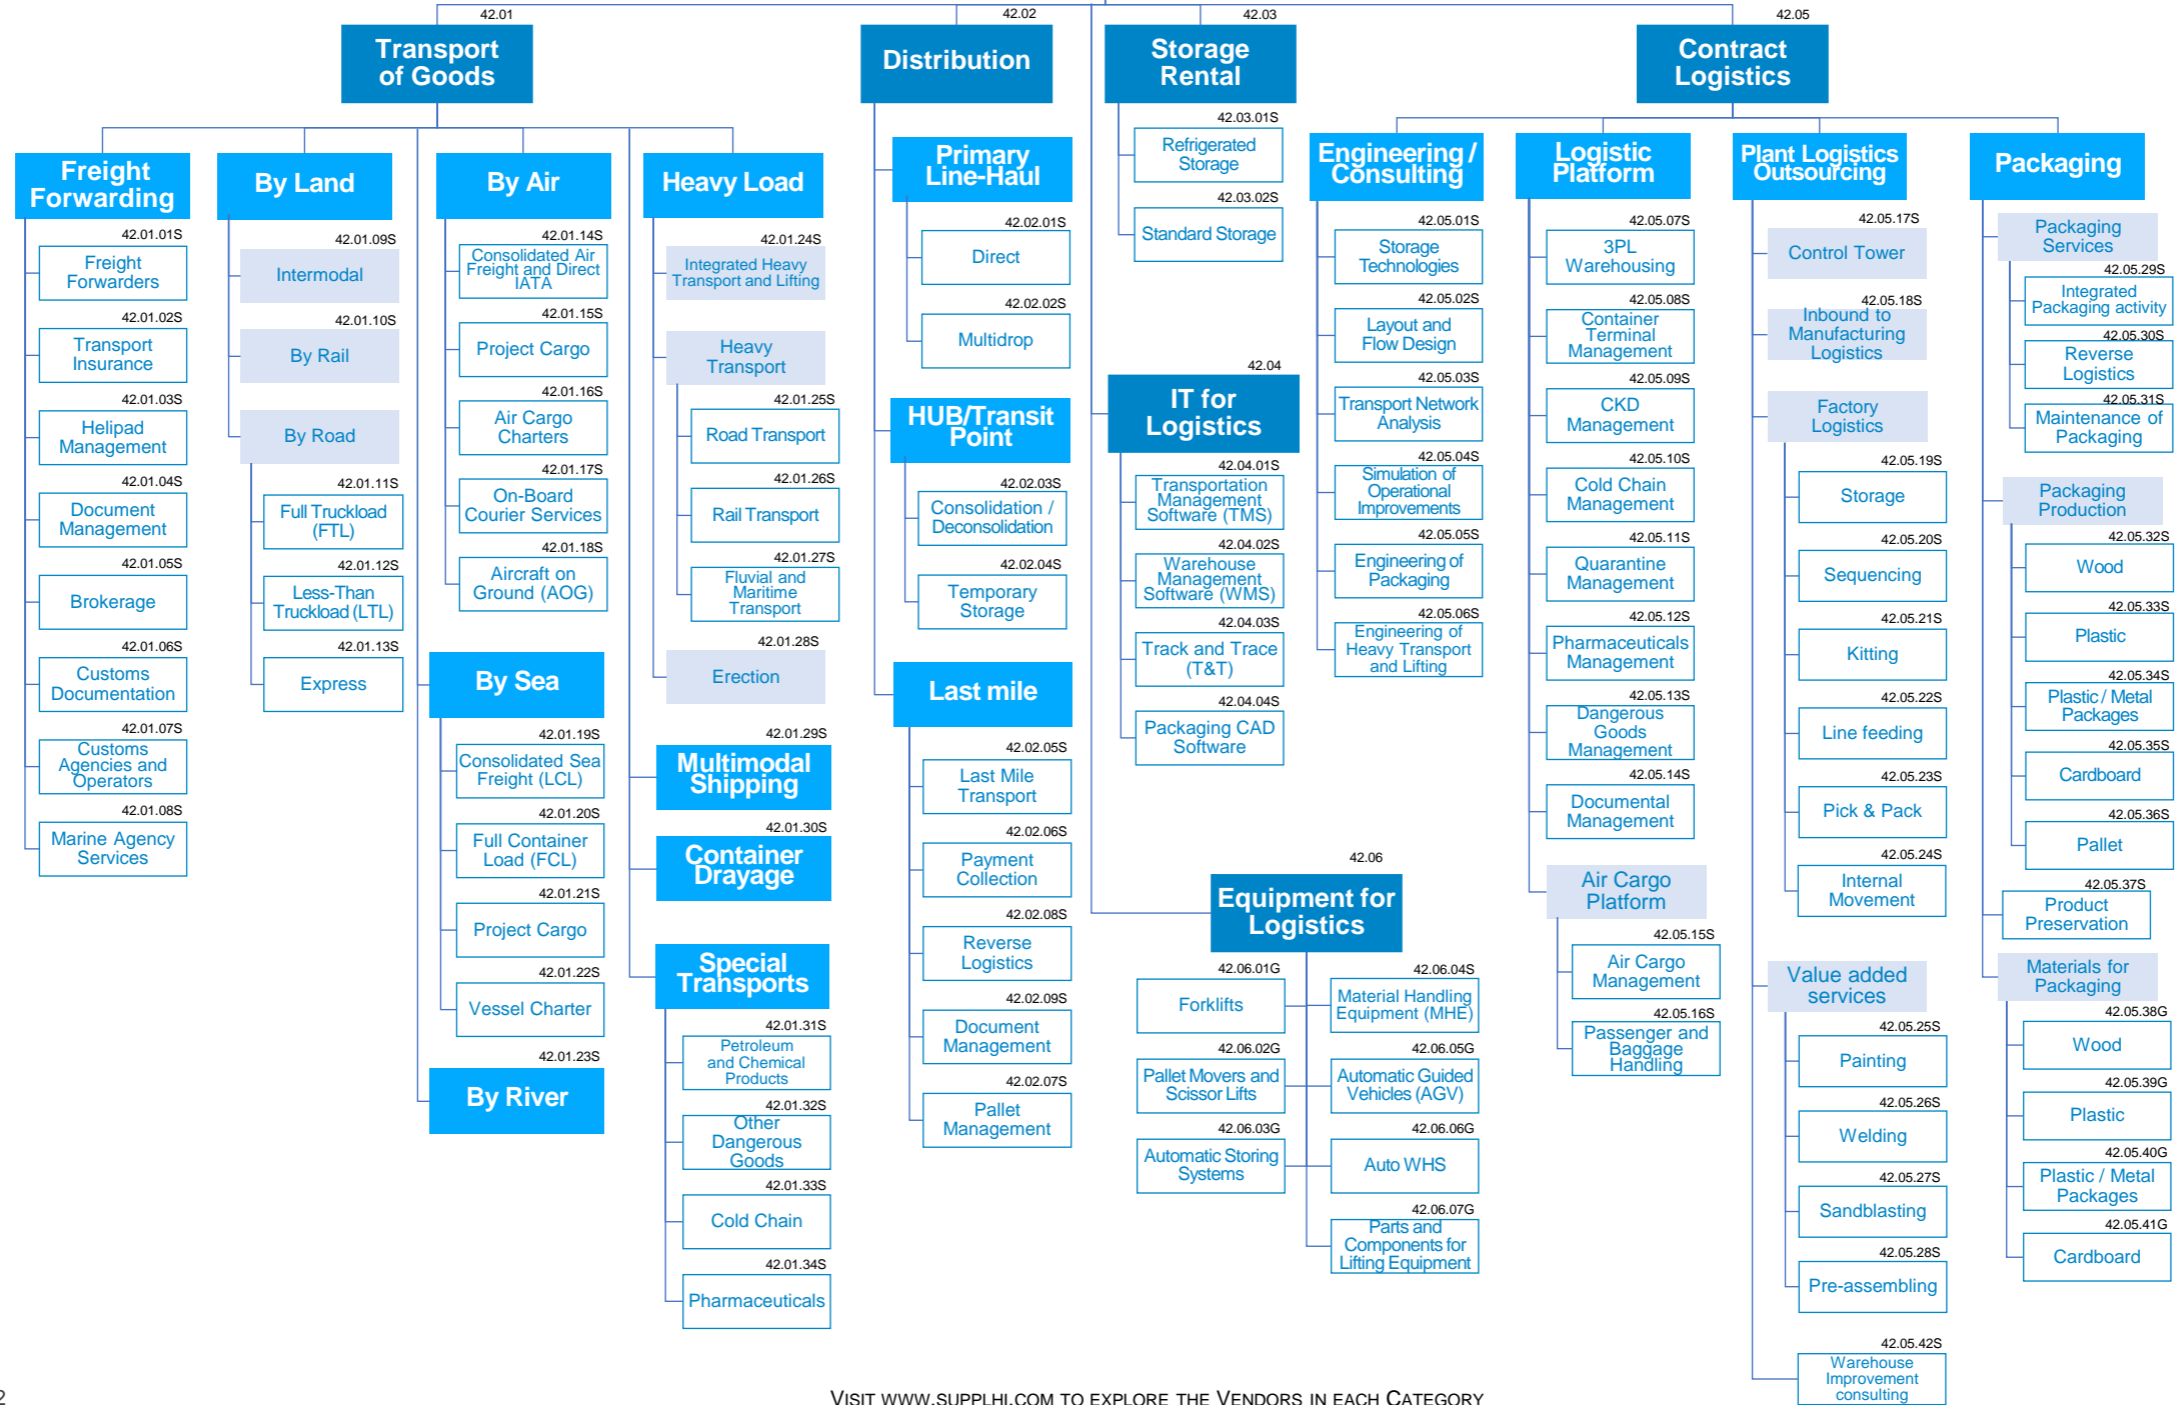 42.01
Transport
of Goods
42.02
Distribution
42.03
Storage
Rental
42.05
Contract
Logistics
Freight
Forwarding
42.01.01S
Freight
Forwarders
42.01.02S
Transport
Insurance
42.01.03S
Helipad
Management
42.01.04S
Document
Management
42.01.05S
Brokerage
42.01.06S
Customs
Documentation
42.01.07S
Customs
Agencies and
Operators
42.01.08S
Marine Agency
Services
By Land
42.01.09S
Intermodal
42.01.10S
By Rail
By Road
42.01.11S
Full Truckload
(FTL)
42.01.12S
Less-Than
Truckload (LTL)
42.01.13S
Express
By Air
42.01.14S
Consolidated Air
Freight and Direct
IATA
42.01.15S
Project Cargo
42.01.16S
Air Cargo
Charters
42.01.17S
On-Board
Courier Services
42.01.18S
Aircraft on
Ground (AOG)
By Sea
42.01.19S
Consolidated Sea
Freight (LCL)
42.01.20S
Full Container
Load (FCL)
42.01.21S
Project Cargo
42.01.22S
Vessel Charter
42.01.23S
By River
Heavy Load
42.01.24S
Integrated Heavy
Transport and Lifting
Heavy
Transport
42.01.25S
Road Transport
42.01.26S
Rail Transport
42.01.27S
Fluvial and
Maritime
Transport
42.01.28S
Erection
42.01.29S
Multimodal
Shipping
42.01.30S
Container
Drayage
Special
Transports
42.01.31S
Petroleum
and Chemical
Products
42.01.32S
Other
Dangerous
Goods
42.01.33S
Cold Chain
42.01.34S
Pharmaceuticals
Primary
Line-Haul
42.02.01S
Direct
42.02.02S
Multidrop
HUB/Transit
Point
42.02.03S
Consolidation /
Deconsolidation
42.02.04S
Temporary
Storage
Last mile
42.02.05S
Last Mile
Transport
42.02.06S
Payment
Collection
42.02.08S
Reverse
Logistics
42.02.09S
Document
Management
42.02.07S
Pallet
Management
42.03.01S
Refrigerated
Storage
42.03.02S
Standard Storage
42.04
IT for
Logistics
42.04.01S
Transportation
Management
Software (TMS)
42.04.02S
Warehouse
Management
Software (WMS)
42.04.03S
Track and Trace
(T&T)
42.04.04S
Packaging CAD
Software
42.06
Equipment for
Logistics
42.06.01G
Forklifts
42.06.02G
Pallet Movers and
Scissor Lifts
42.06.03G
Automatic Storing
Systems
42.06.04S
Material Handling
Equipment (MHE)
42.06.05G
Automatic Guided
Vehicles (AGV)
42.06.06G
Auto WHS
42.06.07G
Parts and
Components for
Lifting Equipment
Engineering /
Consulting
42.05.01S
Storage
Technologies
42.05.02S
Layout and
Flow Design
42.05.03S
Transport Network
Analysis
42.05.04S
Simulation of
Operational
Improvements
42.05.05S
Engineering of
Packaging
42.05.06S
Engineering of
Heavy Transport
and Lifting
Logistic
Platform
42.05.07S
3PL
Warehousing
42.05.08S
Container
Terminal
Management
42.05.09S
CKD
Management
42.05.10S
Cold Chain
Management
42.05.11S
Quarantine
Management
42.05.12S
Pharmaceuticals
Management
42.05.13S
Dangerous
Goods
Management
42.05.14S
Documental
Management
Air Cargo
Platform
42.05.15S
Air Cargo
Management
42.05.16S
Passenger and
Baggage
Handling
Plant Logistics
Outsourcing
42.05.17S
Control Tower
42.05.18S
Inbound to
Manufacturing
Logistics
Factory
Logistics
42.05.19S
Storage
42.05.20S
Sequencing
42.05.21S
Kitting
42.05.22S
Line feeding
42.05.23S
Pick & Pack
42.05.24S
Internal
Movement
Value added
services
42.05.25S
Painting
42.05.26S
Welding
42.05.27S
Sandblasting
42.05.28S
Pre-assembling
42.05.42S
Warehouse
Improvement
consulting
Packaging
Packaging
Services
42.05.29S
Integrated
Packaging activity
42.05.30S
Reverse
Logistics
42.05.31S
Maintenance of
Packaging
Packaging
Production
42.05.32S
Wood
42.05.33S
Plastic
42.05.34S
Plastic / Metal
Packages
42.05.35S
Cardboard
42.05.36S
Pallet
42.05.37S
Product
Preservation
Materials for
Packaging
42.05.38G
Wood
42.05.39G
Plastic
42.05.40G
Plastic / Metal
Packages
42.05.41G
Cardboard
2
VISIT WWW.SUPPLHI.COM TO EXPLORE THE VENDORS IN EACH CATEGORY